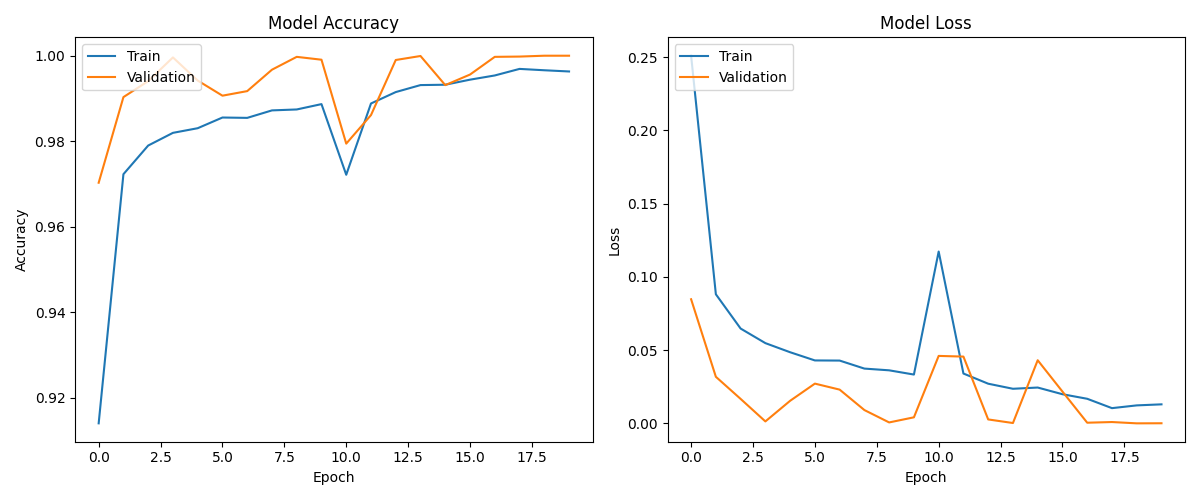 Model Accuracy
Train
Validation
1.00
0.98
0.96
0.94
0.92
Accuracy
0.0 2.5 5.0 7.5 10.0 12.5 15.0 17.5
Epoch
Model Loss
Train
Validation
0.25
0.20
0.15
0.10
0.05
0.00
Loss
0.0 2.5 5.0 7.5 10.0 12.5 15.0 17.5
Epoch